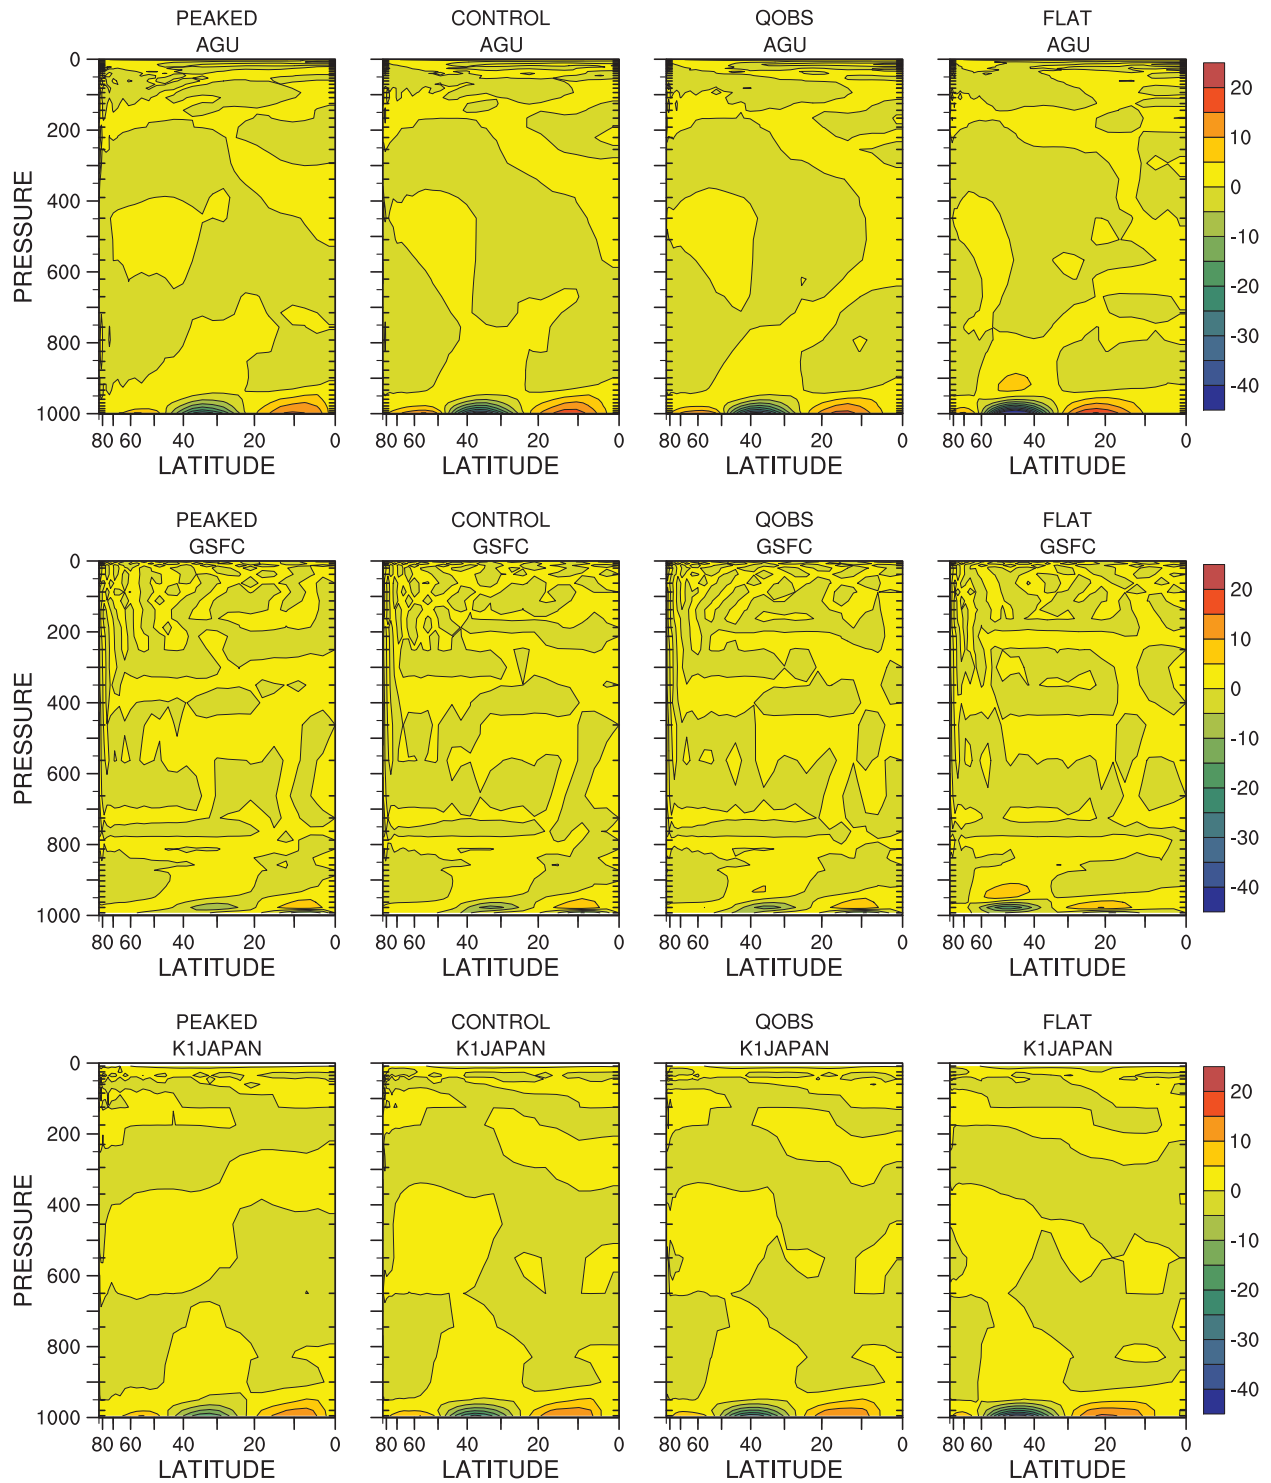 PEAKED CONTROL QOBS FLAT
AGU AGU AGU AGU
0
200
400
600
800
1000
PRESSURE
20
10
0
-10
-20
-30
-40
80 60 40 20 0 80 60 40 20 0 80 60 40 20 0 80 60 40 20 0
LATITUDE LATITUDE LATITUDE LATITUDE
PEAKED CONTROL QOBS FLAT
GSFC GSFC GSFC GSFC
0
200
400
600
800
1000
PRESSURE
20
10
0
-10
-20
-30
-40
80 60 40 20 0 80 60 40 20 0 80 60 40 20 0 80 60 40 20 0
LATITUDE LATITUDE LATITUDE LATITUDE
PEAKED CONTROL QOBS FLAT
K1JAPAN K1JAPAN K1JAPAN K1JAPAN
0
200
400
600
800
1000
PRESSURE
20
10
0
-10
-20
-30
-40
80 60 40 20 0 80 60 40 20 0 80 60 40 20 0 80 60 40 20 0
LATITUDE LATITUDE LATITUDE LATITUDE